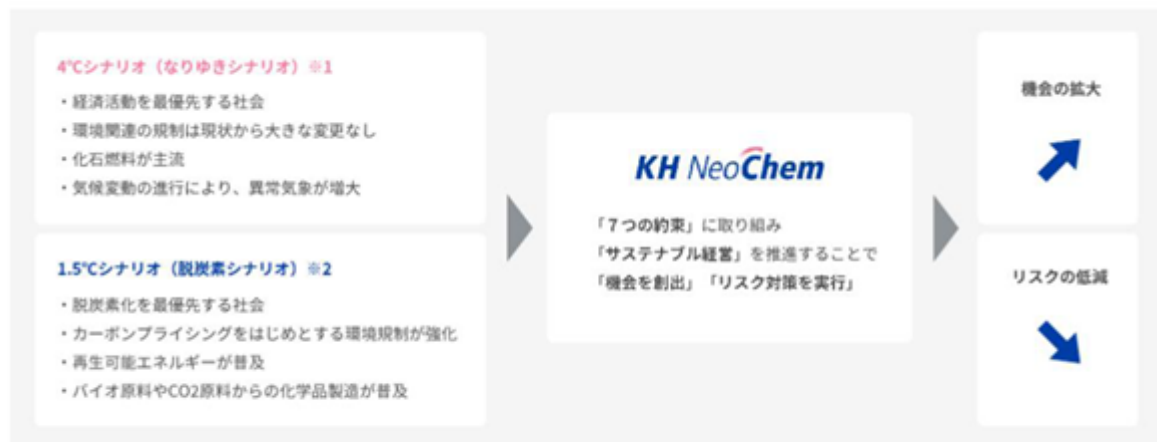 4℃シナリオ（なりゆきシナリオ）※1
・経済活動を最優先する社会
・環境関連の規制は現状から大きな変更なし
・化石燃料が主流
・気候変動の進行により、異常気象が増大
1.5℃シナリオ（脱炭素シナリオ）※2
・脱炭素化を最優先する社会
・カーボンプライシングをはじめとする環境規制が強化
・再生可能エネルギーが普及
・バイオ原料やCO2原料からの化学品製造が普及
KH NeoChem
「７つの約束」に取り組み
「サステナブル経営」を推進することで
「機会を創出」「リスク対策を実行」
機会の拡大
リスクの低減